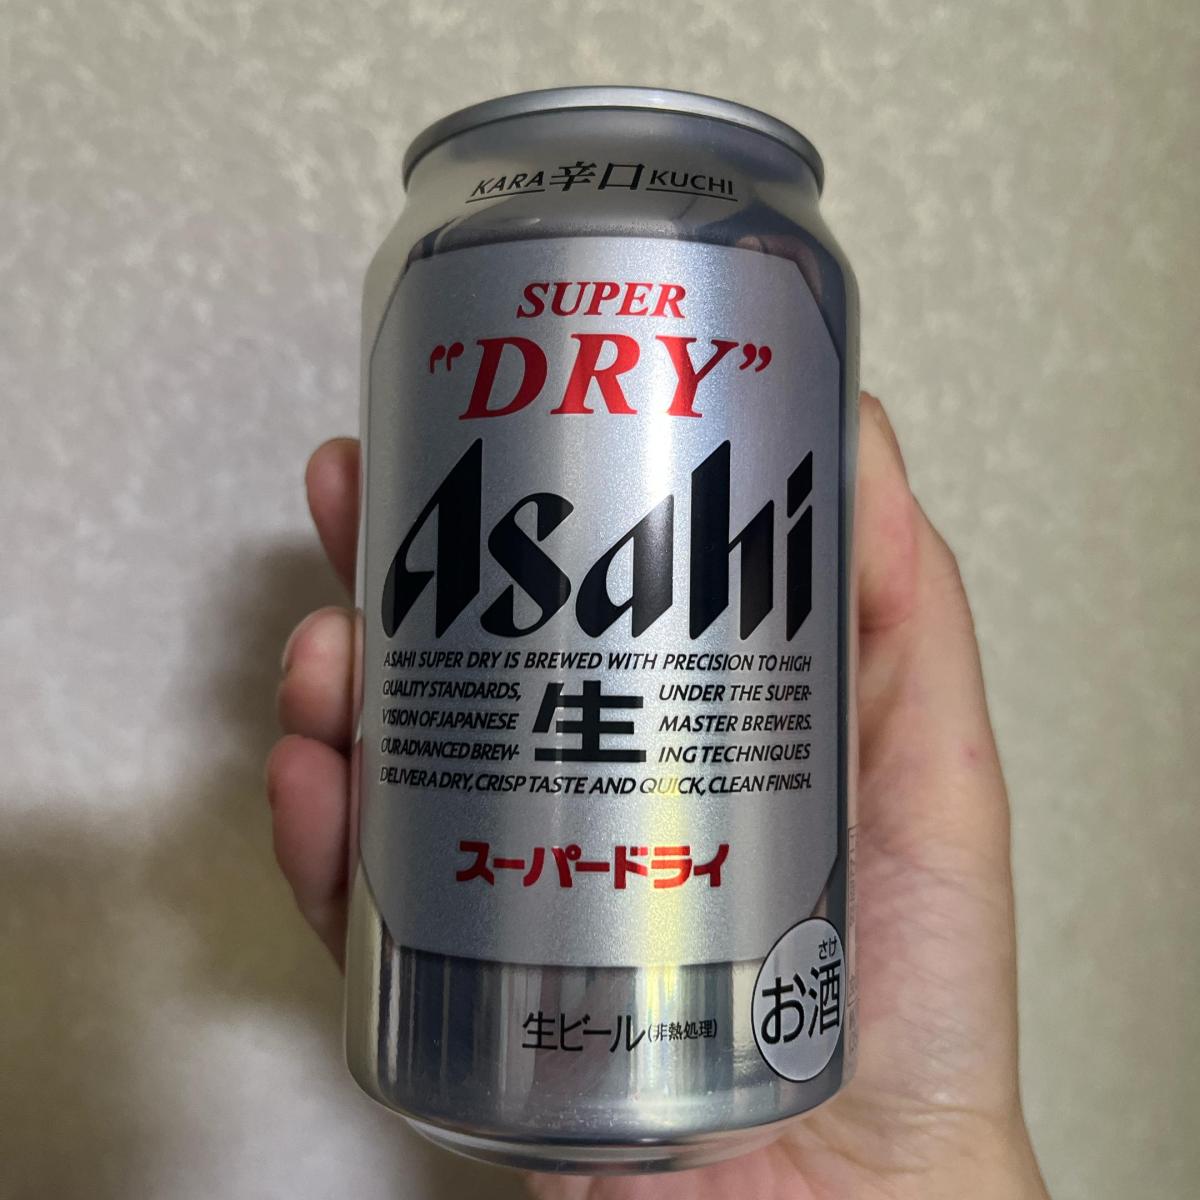 KARA 辛口 KUCHI
SUPER
“DRY”
Asahi
ASAHI SUPER DRY IS BREWED WITH PRECISION TO HIGH
QUALITY STANDARDS, UNDER THE SUPER-
VISION OF JAPANESE MASTER BREWERS.
OUR ADVANCED BREW- ING TECHNIQUES
生
DELIVER A DRY, CRISP TASTE AND QUICK, CLEAN FINISH.
スーパードライ
さけ
お酒
生ビール(非熱処理)